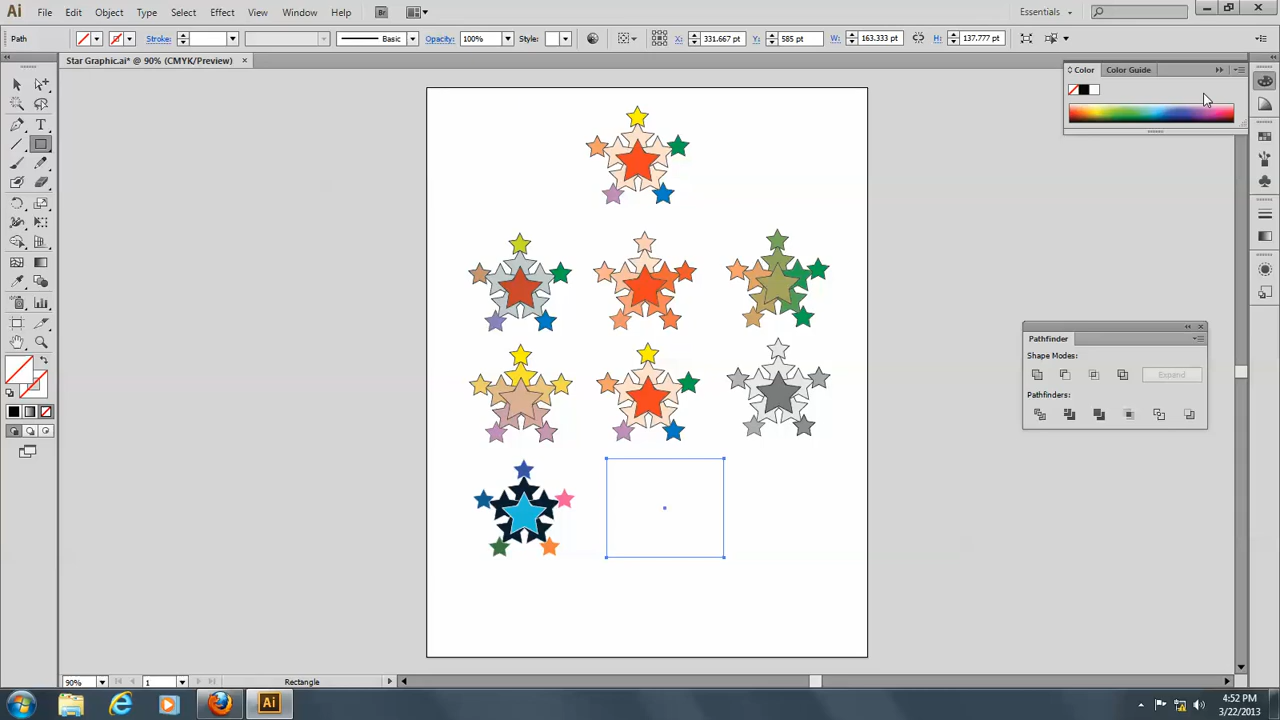 Ai File Edit Object Type Select Effect View Window Help Br Essentials
Path Stroke: Basic Opacity: 100% Style: X: 331.667 pt Y: 585 pt W: 163.333 pt H: 137.777 pt
Star Graphic.ai* @ 90% (CMYK/Preview) ×
Color Color Guide
T
Pathfinder
Shape Modes:
Expand
Pathfinders:
90% 1 Rectangle
Ai 4:52 PM
3/22/2013